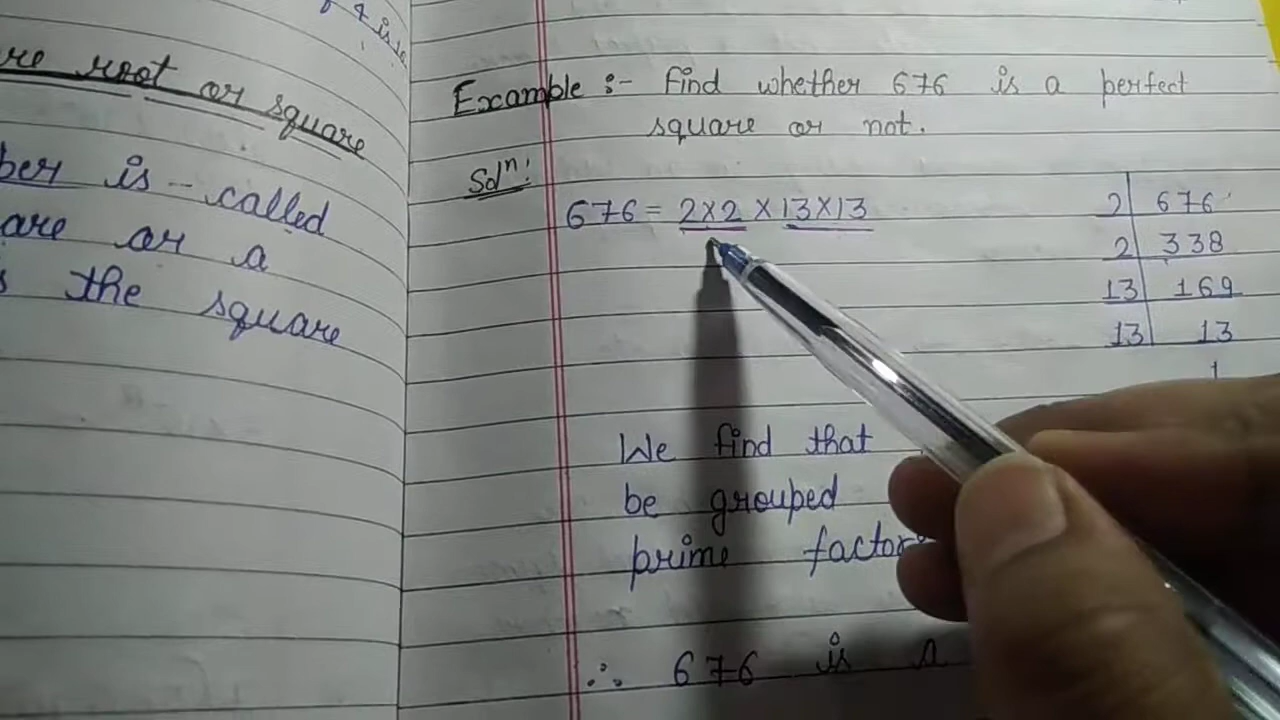 4 is
root or square
is called
are or a
the square
Example :- Find whether 676 is a perfect
square or not.
Solⁿ:
676 = 2×2 × 13×13
2 | 676
2 | 338
13 | 169
13 | 13
1
We find that
be grouped
prime factor
∴ 676 is a